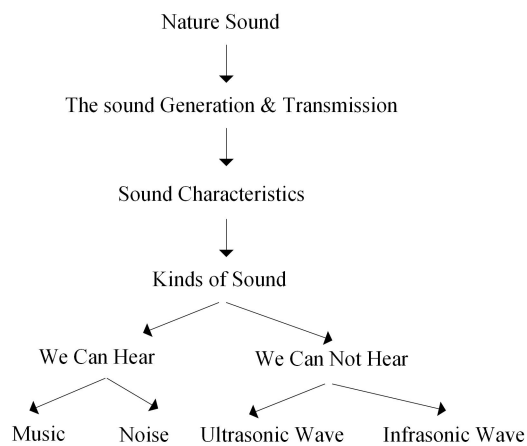 Nature Sound
The sound Generation & Transmission
Sound Characteristics
Kinds of Sound
We Can Hear
We Can Not Hear
Music
Noise
Ultrasonic Wave
Infrasonic Wave